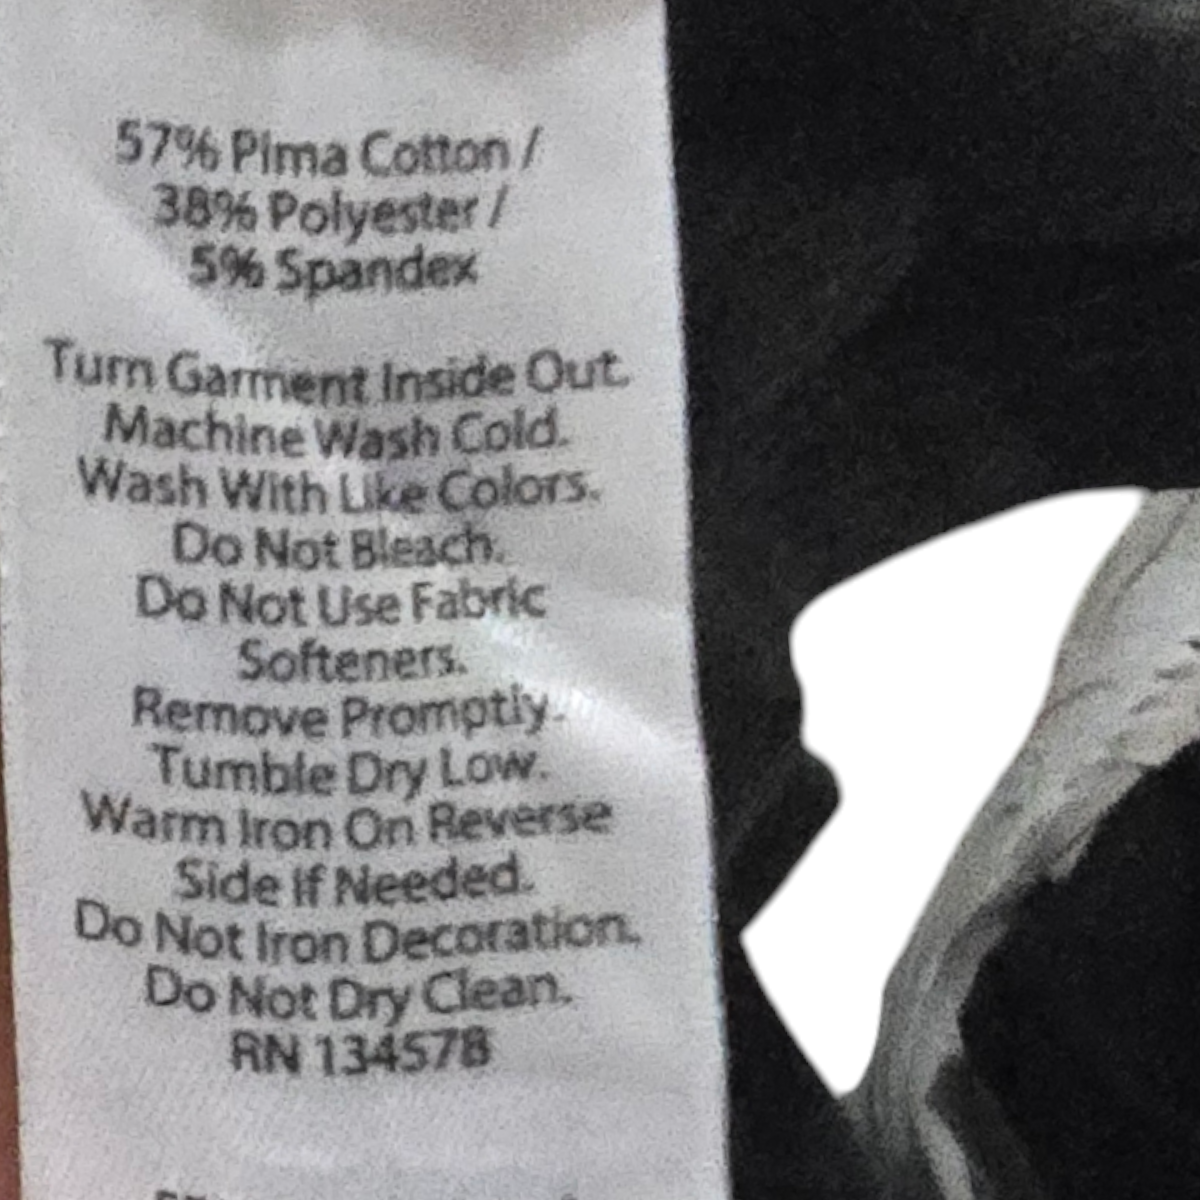 57% Pima Cotton /
38% Polyester /
5% Spandex
Turn Garment Inside Out.
Machine Wash Cold.
Wash With Like Colors.
Do Not Bleach.
Do Not Use Fabric
Softeners.
Remove Promptly.
Tumble Dry Low.
Warm Iron On Reverse
Side If Needed.
Do Not Iron Decoration.
Do Not Dry Clean.
RN 134578